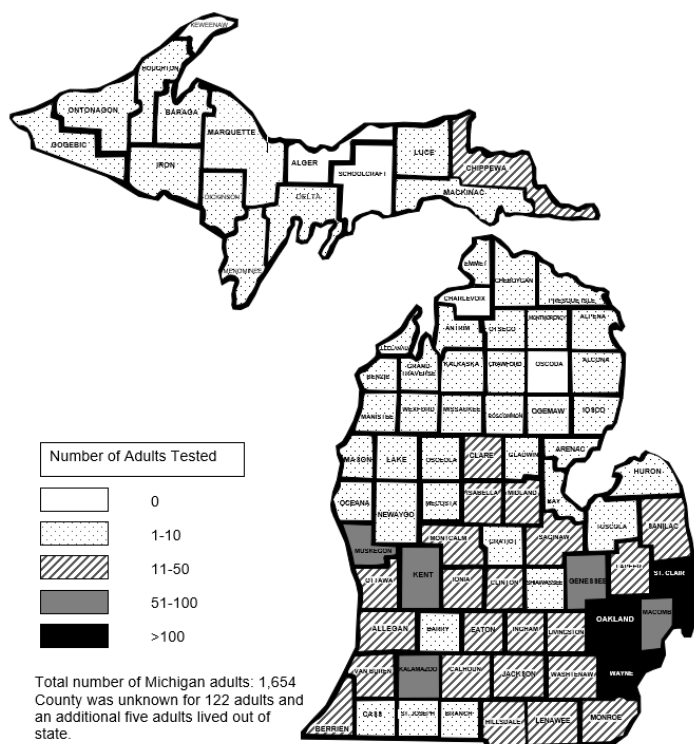 KEWEENAW
HOUGHTON
ONTONAGON
BARAGA
GOGEBIC
MARQUETTE
IRON
ALGER
LUCE
CHIPPEWA
SCHOOLCRAFT
MACKINAC
DICKINSON
DELTA
MENOMINEE
EMMET
CHEBOYGAN
PRESQUE ISLE
CHARLEVOIX
ANTRIM
OTSEGO
MONTMORENCY
ALPENA
LEELANAU
BENZIE
GRAND
TRAVERSE
KALKASKA
CRAWFORD
OSCODA
ALCONA
MANISTEE
WEXFORD
MISSAUKEE
ROSCOMMON
OGEMAW
IOSCO
MASON
LAKE
OSCEOLA
CLARE
GLADWIN
ARENAC
HURON
OCEANA
NEWAYGO
MECOSTA
ISABELLA
MIDLAND
BAY
TUSCOLA
SANILAC
MUSKEGON
MONTCALM
GRATIOT
SAGINAW
OTTAWA
KENT
IONIA
CLINTON
SHIAWASSEE
GENESEE
LAPEER
ST. CLAIR
ALLEGAN
BARRY
EATON
INGHAM
LIVINGSTON
OAKLAND
MACOMB
VAN BUREN
KALAMAZOO
CALHOUN
JACKSON
WASHTENAW
WAYNE
BERRIEN
CASS
ST. JOSEPH
BRANCH
HILLSDALE
LENAWEE
MONROE
Number of Adults Tested
0
1-10
11-50
51-100
>100
Total number of Michigan adults: 1,654
County was unknown for 122 adults and
an additional five adults lived out of
state.